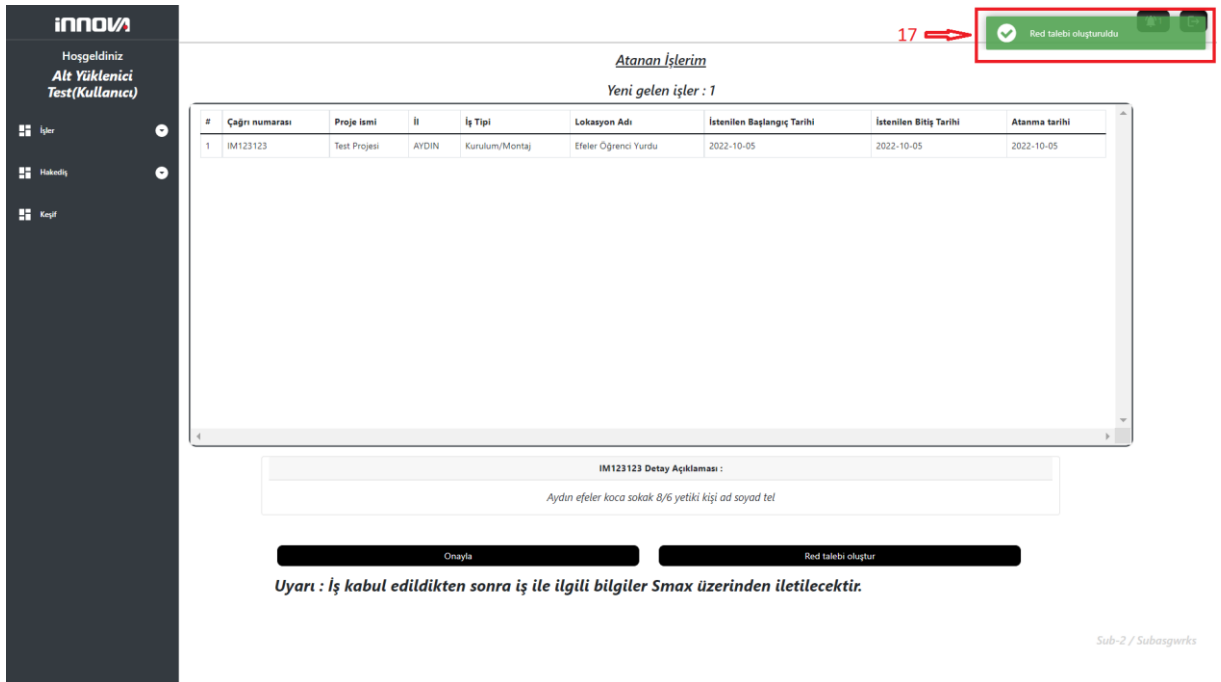 innova
Hoşgeldiniz
Alt Yüklenici
Test(Kullanıcı)
İşler
Hakediş
Keşif
17
Red talebi oluşturuldu
Atanan İşlerim
Yeni gelen işler : 1
# Çağrı numarası Proje ismi İl İş Tipi Lokasyon Adı İstenilen Başlangıç Tarihi İstenilen Bitiş Tarihi Atanma tarihi
1 IM123123 Test Projesi AYDIN Kurulum/Montaj Efeler Öğrenci Yurdu 2022-10-05 2022-10-05 2022-10-05
IM123123 Detay Açıklaması :
Aydın efeler koca sokak 8/6 yetiki kişi ad soyad tel
Onayla Red talebi oluştur
Uyarı : İş kabul edildikten sonra iş ile ilgili bilgiler Smax üzerinden iletilecektir.
Sub-2 / Subasgwrks